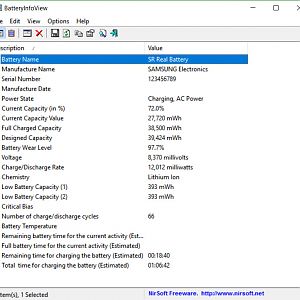 BatteryInfoView
Edit View Options Help
Description / Value
Battery Name SR Real Battery
Manufacture Name SAMSUNG Electronics
Serial Number 123456789
Manufacture Date
Power State Charging, AC Power
Current Capacity (in %) 72.0%
Current Capacity Value 27,720 mWh
Full Charged Capacity 38,500 mWh
Designed Capacity 39,424 mWh
Battery Wear Level 97.7%
Voltage 8,370 millivolts
Charge/Discharge Rate 12,012 milliwatts
Chemistry Lithium Ion
Low Battery Capacity (1) 393 mWh
Low Battery Capacity (2) 393 mWh
Critical Bias
Number of charge/discharge cycles 66
Battery Temperature
Remaining battery time for the current activity (Estimated)
Full battery time for the current activity (Estimated)
Remaining time for charging the battery (Estimated) 00:18:40
Total time for charging the battery (Estimated) 01:06:42
item(s), 1 Selected NirSoft Freeware. http://www.nirsoft.net